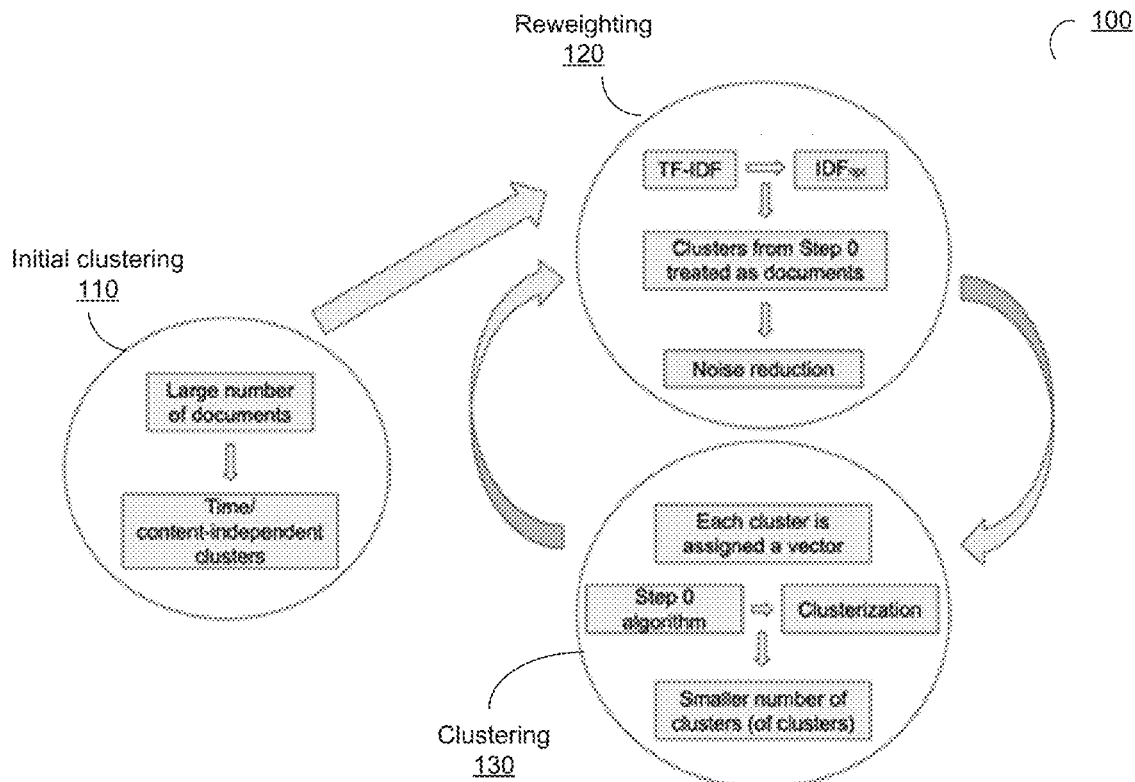 100
Reweighting
120
TF-IDF
IDF
Clusters from Step 0
treated as documents
Noise reduction
Initial clustering
110
Large number
of documents
Time/
content-independent
clusters
Each cluster is
assigned a vector
Step 0
algorithm
Clusterization
Smaller number of
clusters (of clusters)
Clustering
130